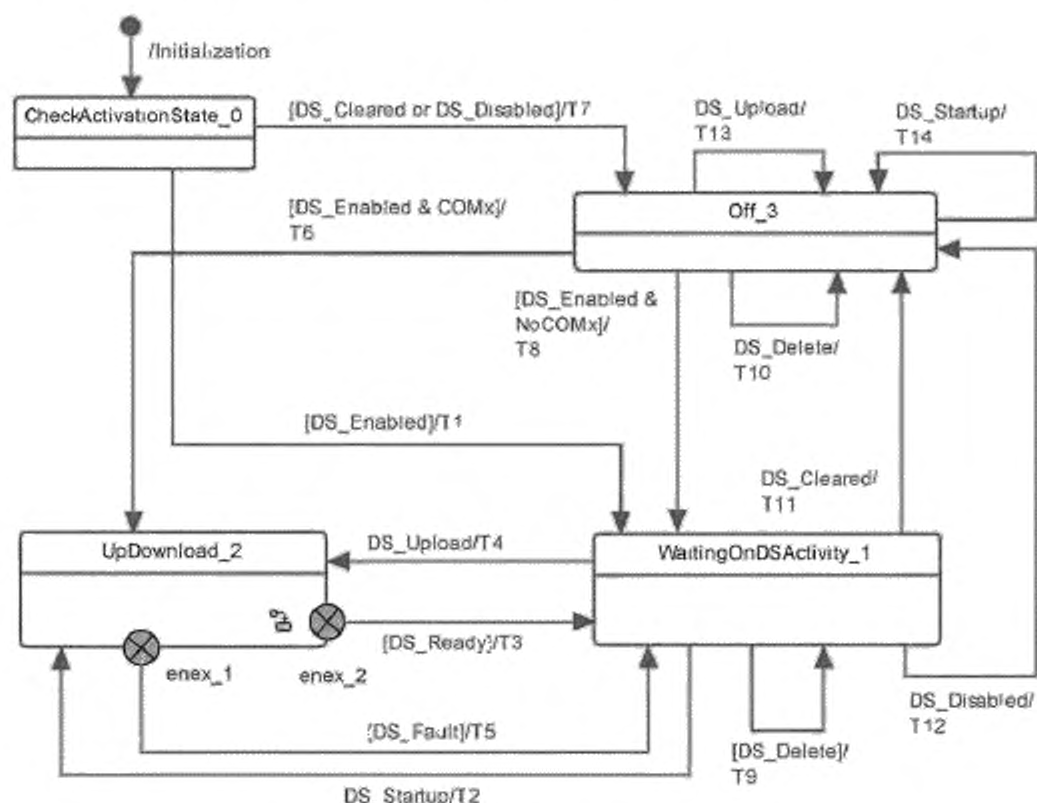 /Initialization
CheckActivationState_0
[DS_Cleared or DS_Disabled]/T7
DS_Upload/
T13
DS_Startup/
T14
[DS_Enabled & COMx]/
T6
Off_3
[DS_Enabled &
NoCOMx]/
T8
DS_Delete/
T10
[DS_Enabled]/T1
DS_Cleared/
T11
UpDownload_2
DS_Upload/T4
WaitingOnDSActivity_1
[DS_Ready]/T3
enex_1
enex_2
DS_Disabled/
T12
[DS_Fault]/T5
[DS_Delete]/
T9
DS_Startup/T2